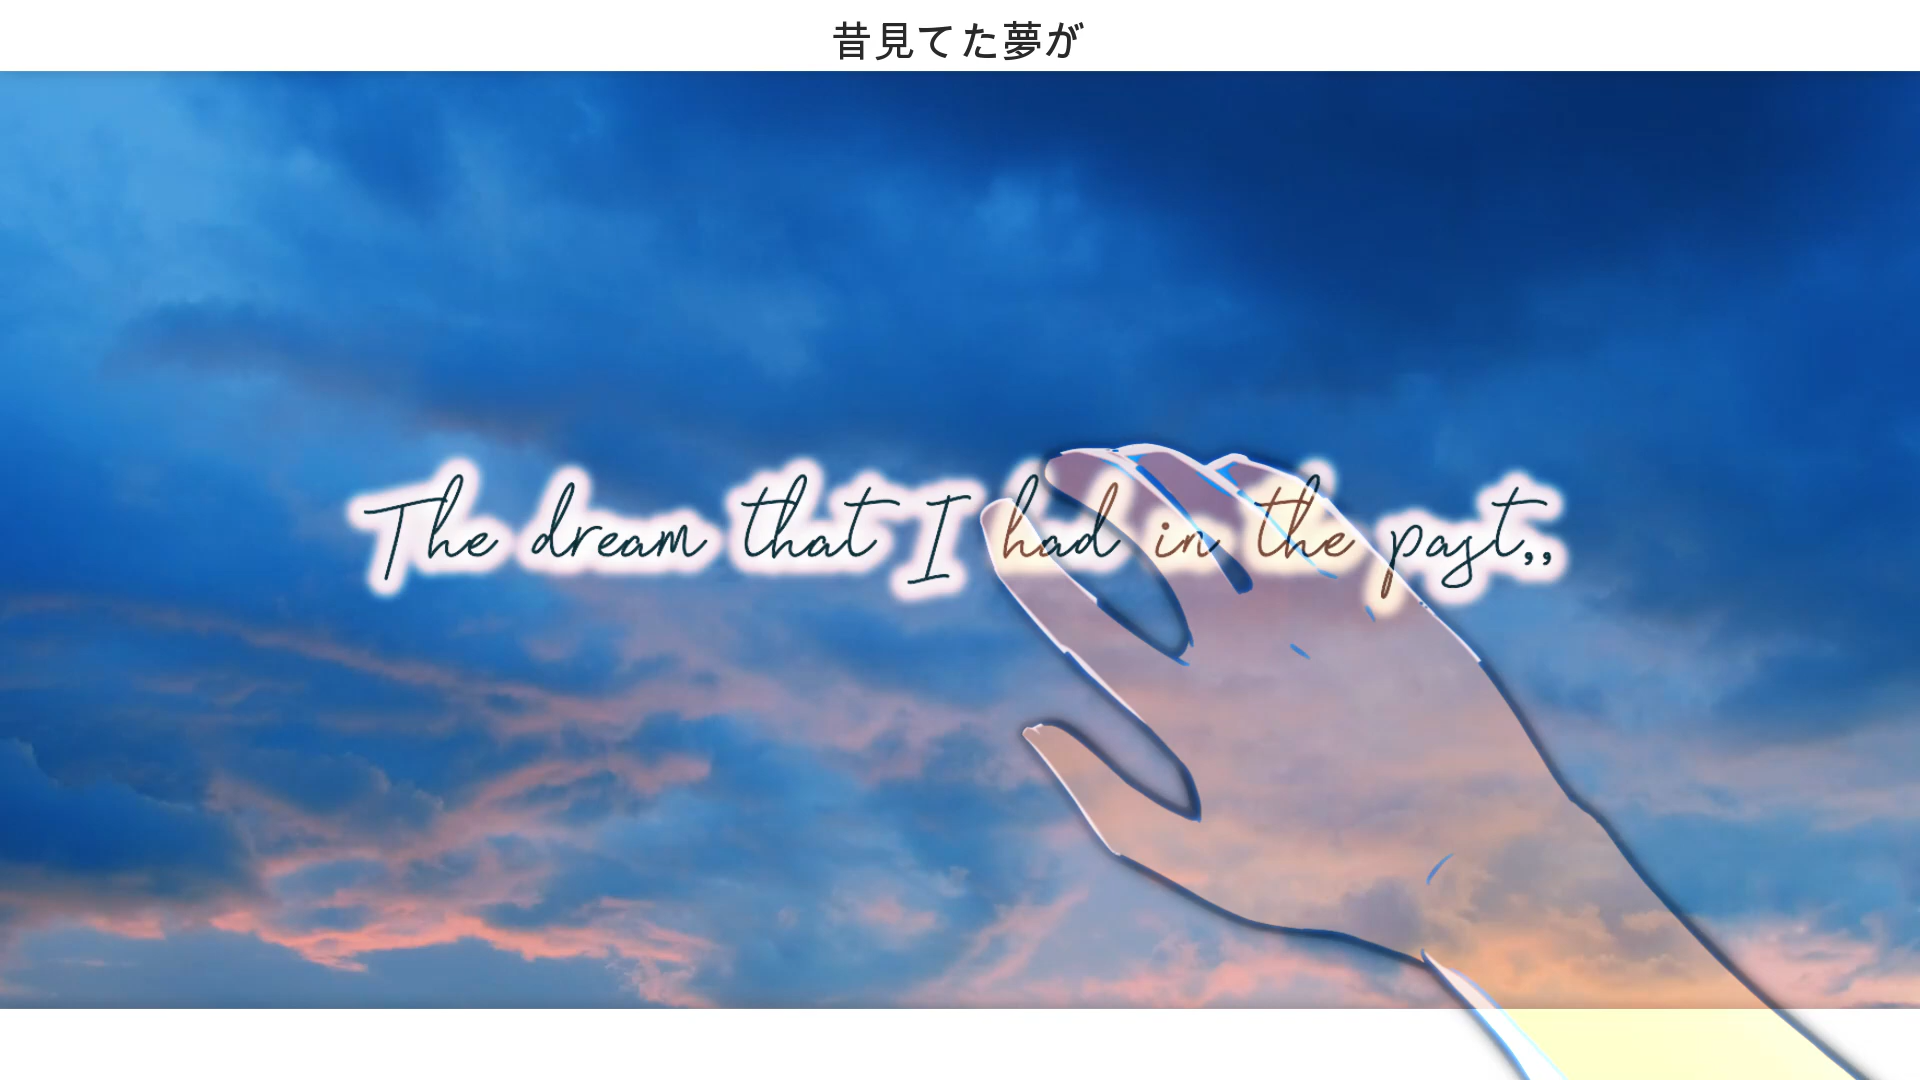 昔見てた夢が
The dream that I had in the past,,